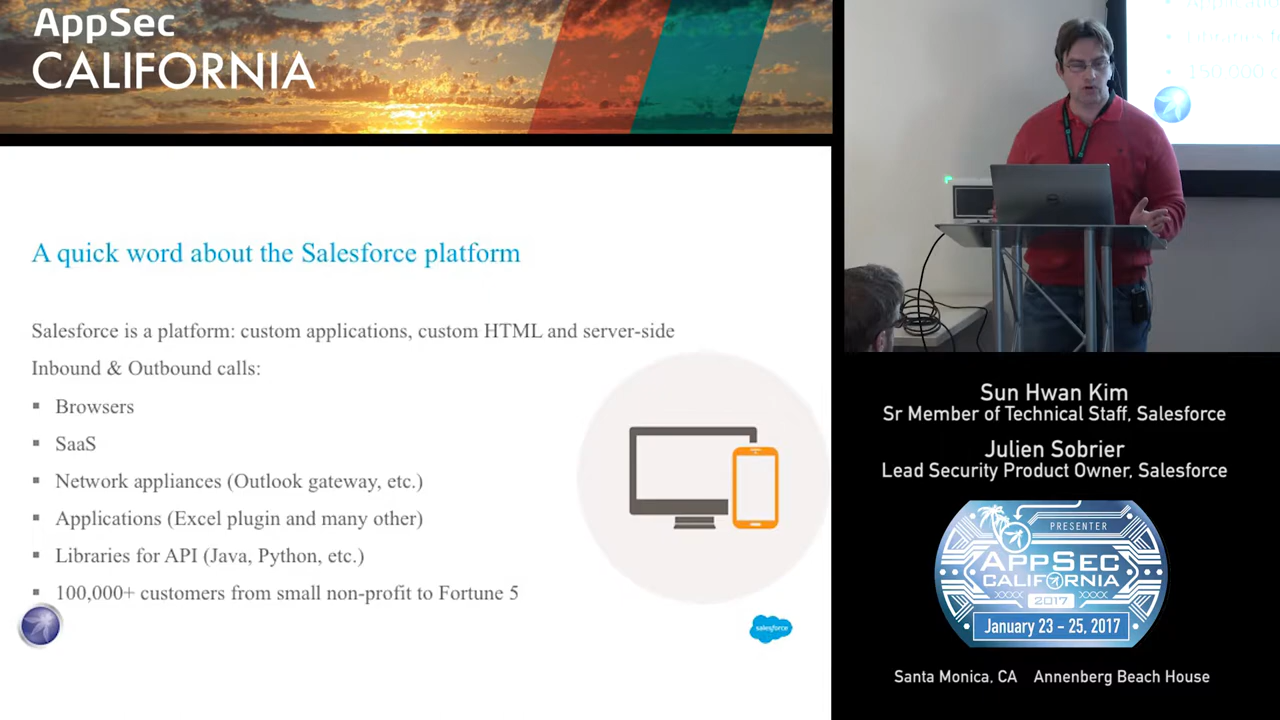 AppSec
CALIFORNIA
A quick word about the Salesforce platform
Salesforce is a platform: custom applications, custom HTML and server-side
Inbound & Outbound calls:
▪ Browsers
▪ SaaS
▪ Network appliances (Outlook gateway, etc.)
▪ Applications (Excel plugin and many other)
▪ Libraries for API (Java, Python, etc.)
▪ 100,000+ customers from small non-profit to Fortune 5
salesforce
150,000
Sun Hwan Kim
Sr Member of Technical Staff, Salesforce
Julien Sobrier
Lead Security Product Owner, Salesforce
PRESENTER
APPSEC
CALIFORNIA
2017
January 23 - 25, 2017
Santa Monica, CA Annenberg Beach House